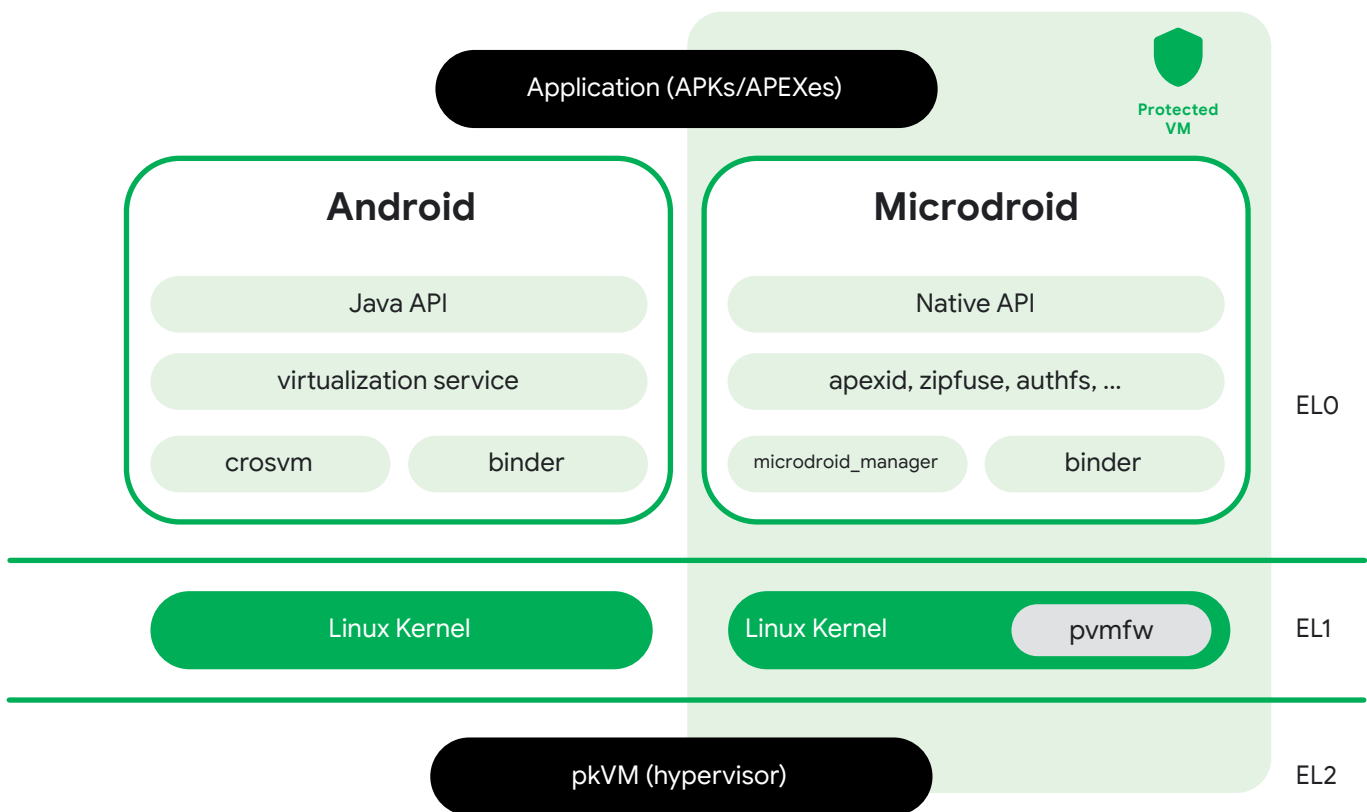 Application (APKs/APEXes)
Protected
VM
Android
Microdroid
Java API
Native API
virtualization service
apexid, zipfuse, authfs, ...
EL0
crosvm
binder
microdroid_manager
binder
Linux Kernel
Linux Kernel
pvmfw
EL1
pkVM (hypervisor)
EL2